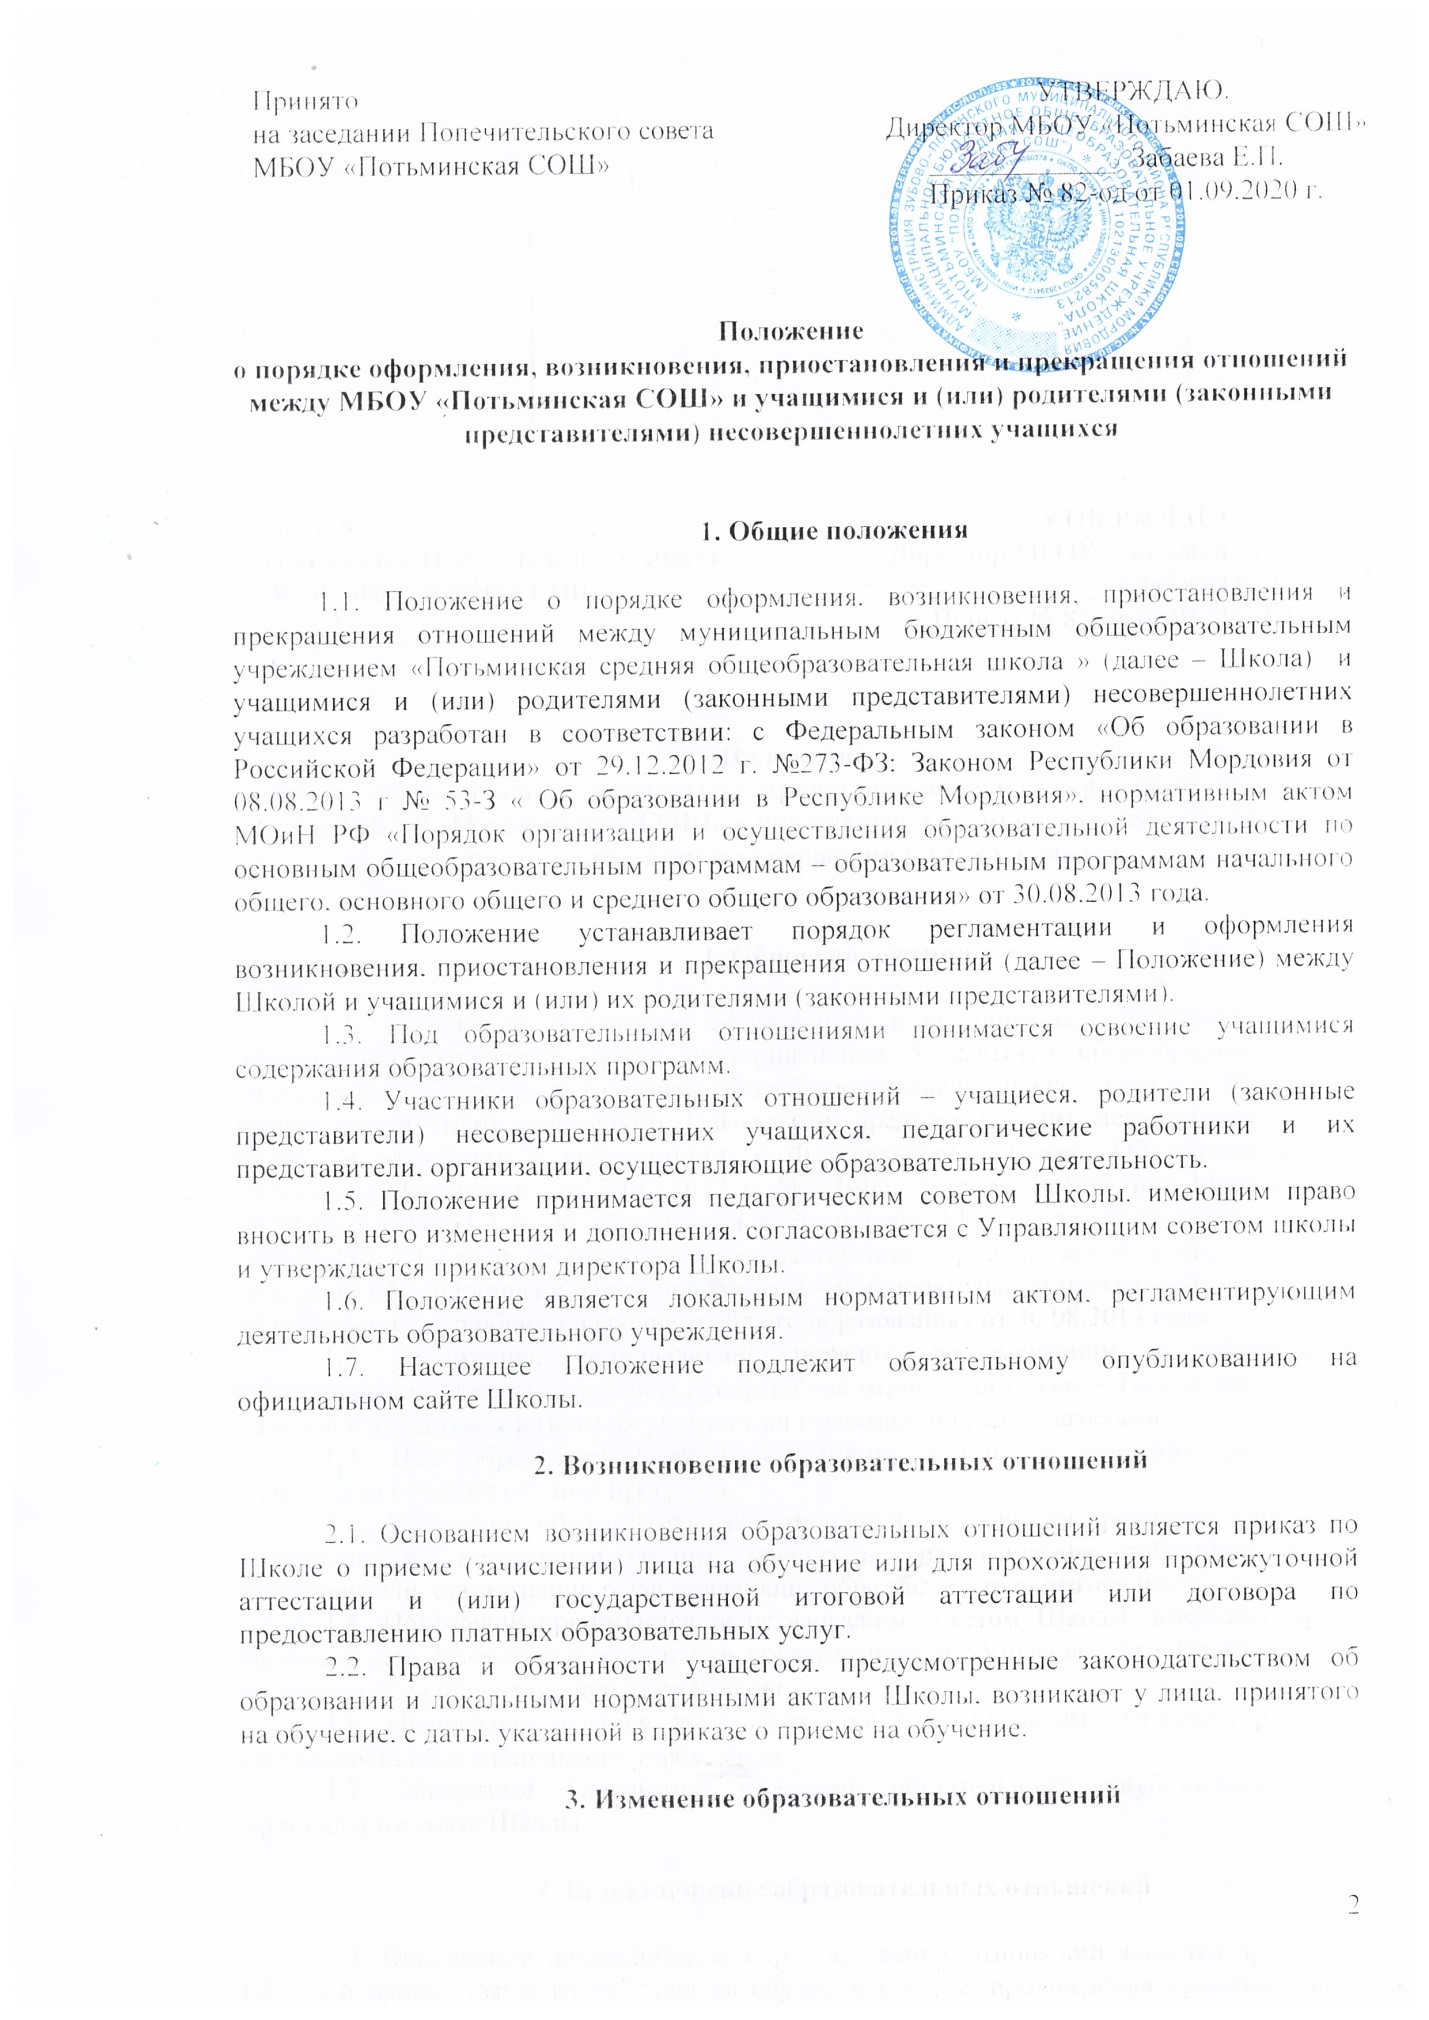 Принято
на заседании Попечительского совета
МБОУ «Потьминская СОШ»
УТВЕРЖДАЮ.
Директор МБОУ «Потьминская СОШ»
Забаева Е.П.
Приказ № 82-од от 01.09.2020 г.
Положение
о порядке оформления, возникновения, приостановления и прекращения отношений
между МБОУ «Потьминская СОШ» и учащимися и (или) родителями (законными
представителями) несовершеннолетних учащихся
1. Общие положения
1.1. Положение о порядке оформления, возникновения, приостановления и
прекращения отношений между муниципальным бюджетным общеобразовательным
учреждением «Потьминская средняя общеобразовательная школа » (далее – Школа) и
учащимися и (или) родителями (законными представителями) несовершеннолетних
учащихся разработан в соответствии: с Федеральным законом «Об образовании в
Российской Федерации» от 29.12.2012 г. №273-ФЗ; Законом Республики Мордовия от
08.08.2013 г № 53-З « Об образовании в Республике Мордовия», нормативным актом
МОиН РФ «Порядок организации и осуществления образовательной деятельности по
основным общеобразовательным программам – образовательным программам начального
общего, основного общего и среднего общего образования» от 30.08.2013 года.
1.2. Положение устанавливает порядок регламентации и оформления
возникновения, приостановления и прекращения отношений (далее – Положение) между
Школой и учащимися и (или) их родителями (законными представителями).
1.3. Под образовательными отношениями понимается освоение учащимися
содержания образовательных программ.
1.4. Участники образовательных отношений – учащиеся, родители (законные
представители) несовершеннолетних учащихся, педагогические работники и их
представители, организации, осуществляющие образовательную деятельность.
1.5. Положение принимается педагогическим советом Школы, имеющим право
вносить в него изменения и дополнения, согласовывается с Управляющим советом школы
и утверждается приказом директора Школы.
1.6. Положение является локальным нормативным актом, регламентирующим
деятельность образовательного учреждения.
1.7. Настоящее Положение подлежит обязательному опубликованию на
официальном сайте Школы.
2. Возникновение образовательных отношений
2.1. Основанием возникновения образовательных отношений является приказ по
Школе о приеме (зачислении) лица на обучение или для прохождения промежуточной
аттестации и (или) государственной итоговой аттестации или договора по
предоставлению платных образовательных услуг.
2.2. Права и обязанности учащегося, предусмотренные законодательством об
образовании и локальными нормативными актами Школы, возникают у лица, принятого
на обучение, с даты, указанной в приказе о приеме на обучение.
3. Изменение образовательных отношений
2